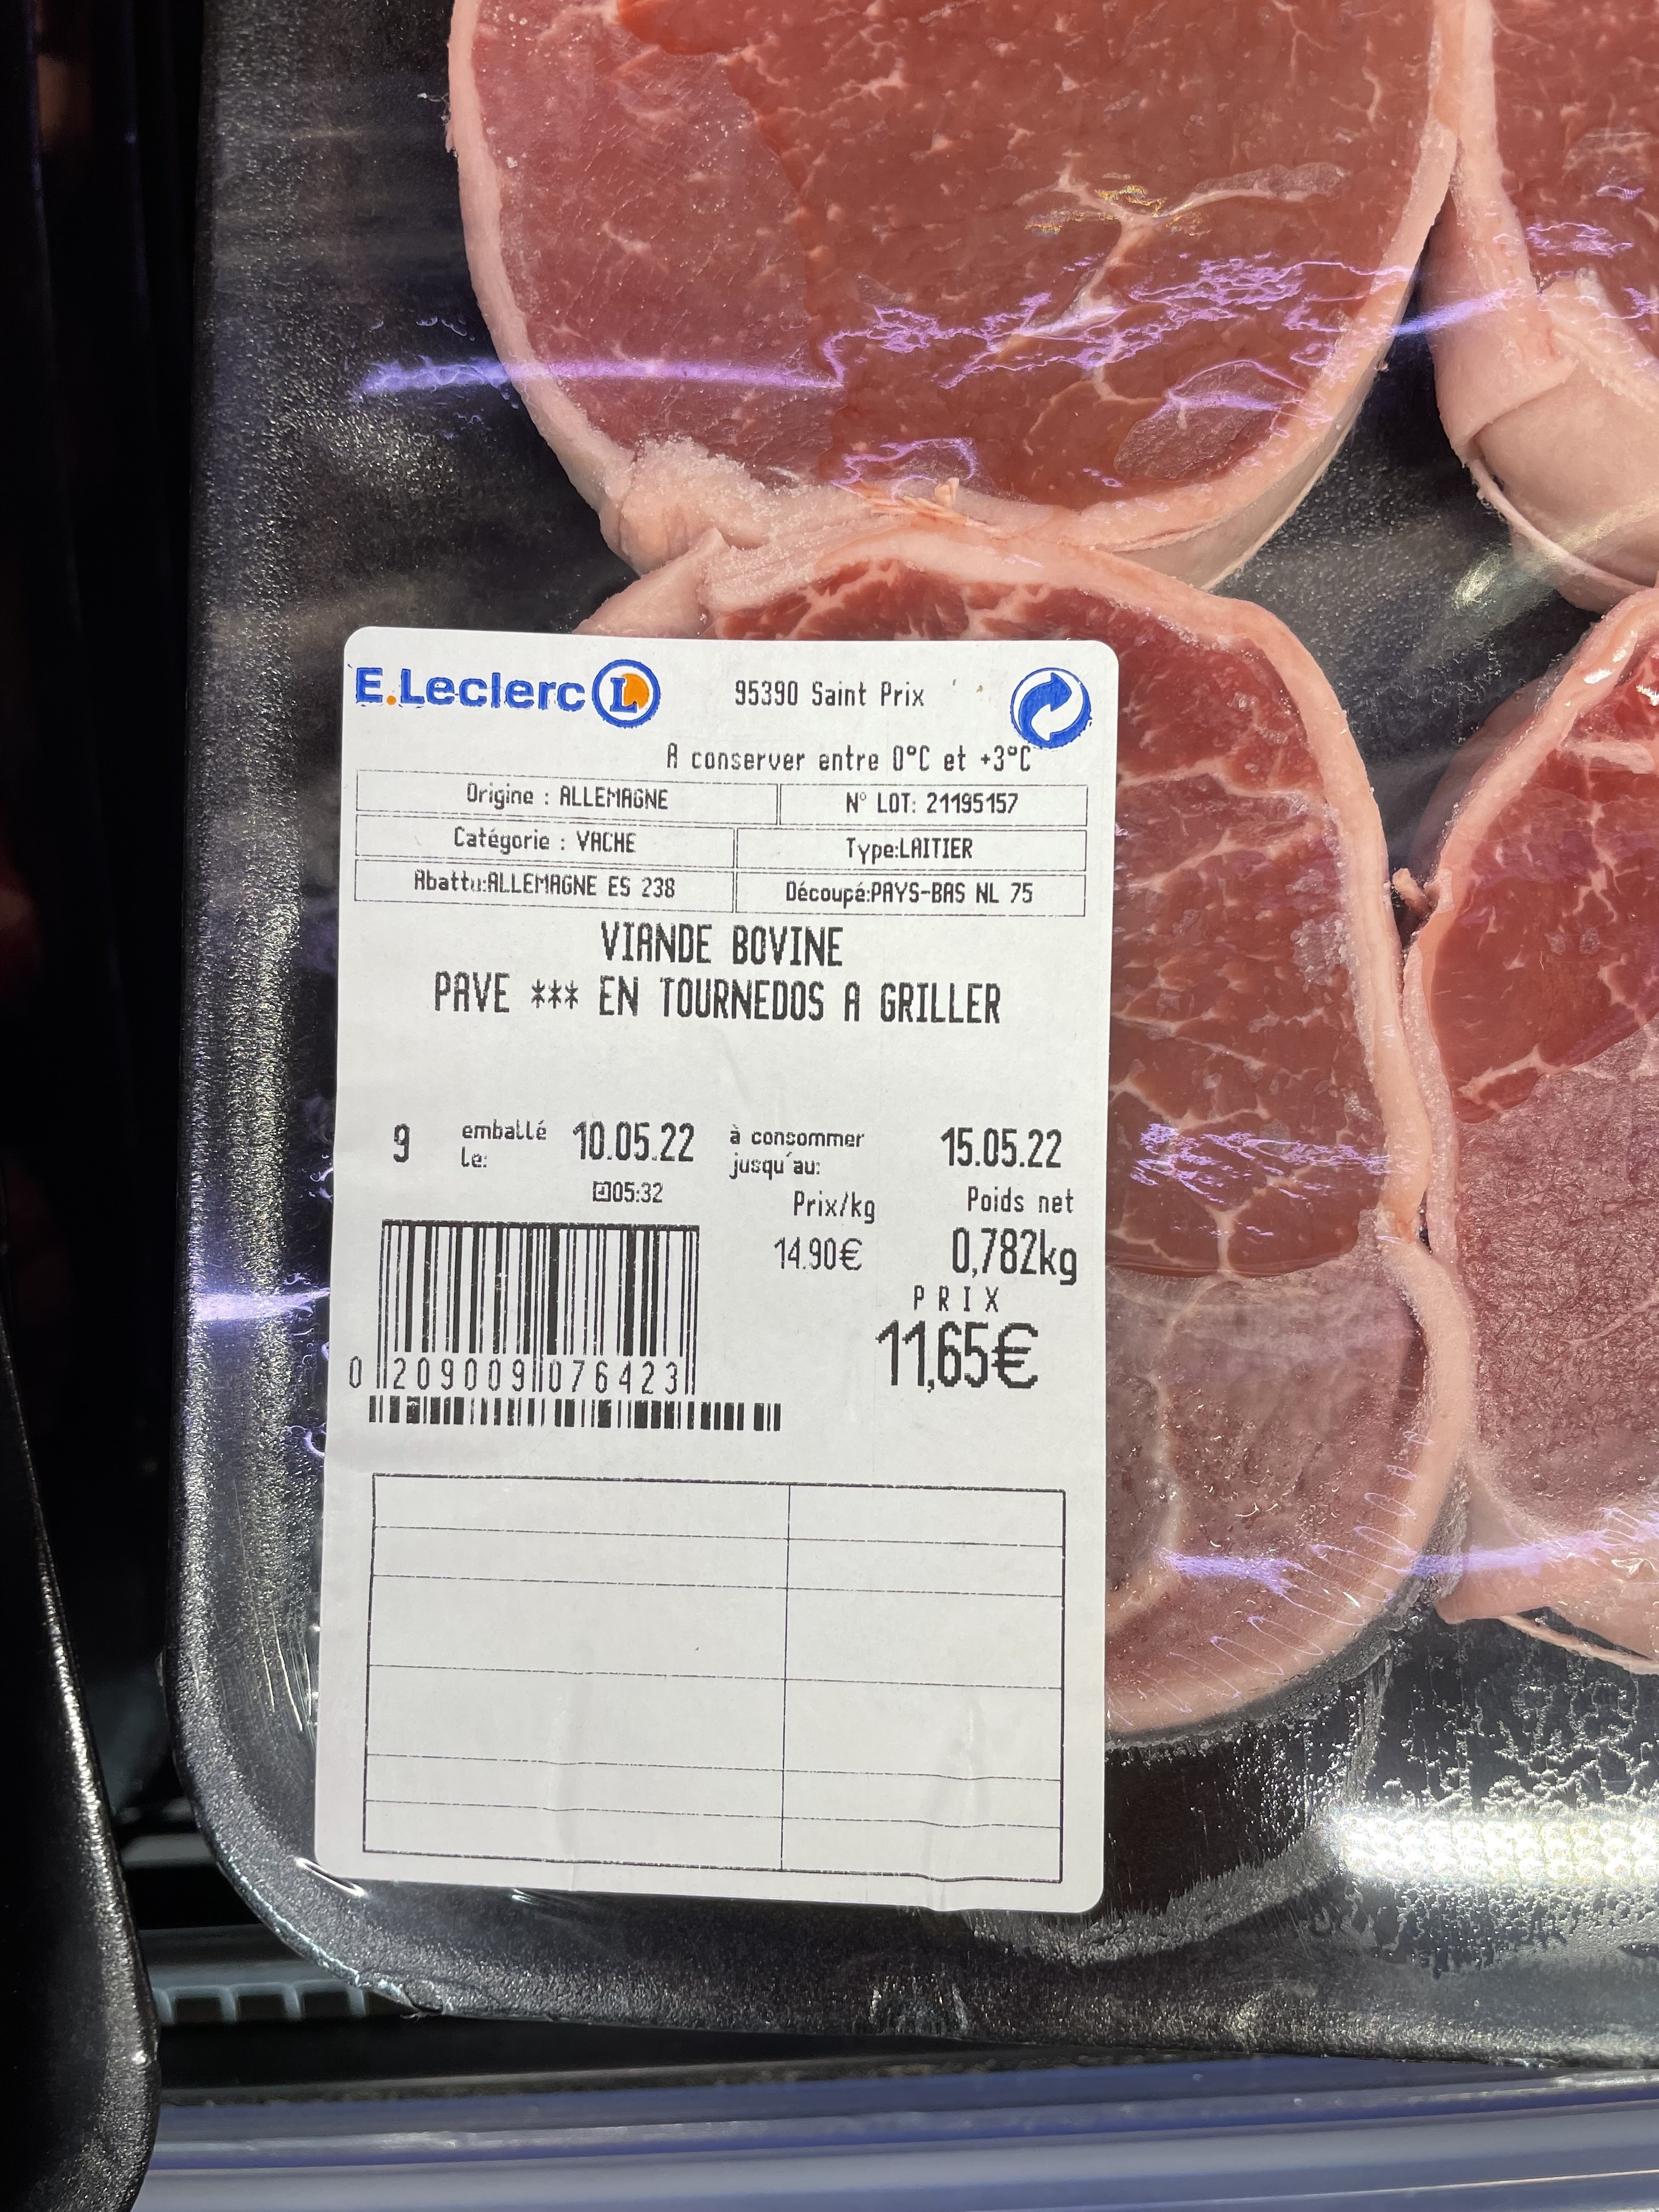 E.Leclerc L
95390 Saint Prix
A conserver entre 0°C et +3°C
Origine : ALLEMAGNE
N° LOT: 21195157
Catégorie : VACHE
Type:LAITIER
Abattu:ALLEMAGNE ES 238
Découpé:PAYS-BAS NL 75
VIANDE BOVINE
PAVE *** EN TOURNEDOS A GRILLER
9
emballé
le:
10.05.22
à consommer
jusqu'au:
15.05.22
05:32
Prix/kg
Poids net
14.90€
0,782kg
PRIX
11,65€
0 209009 076423